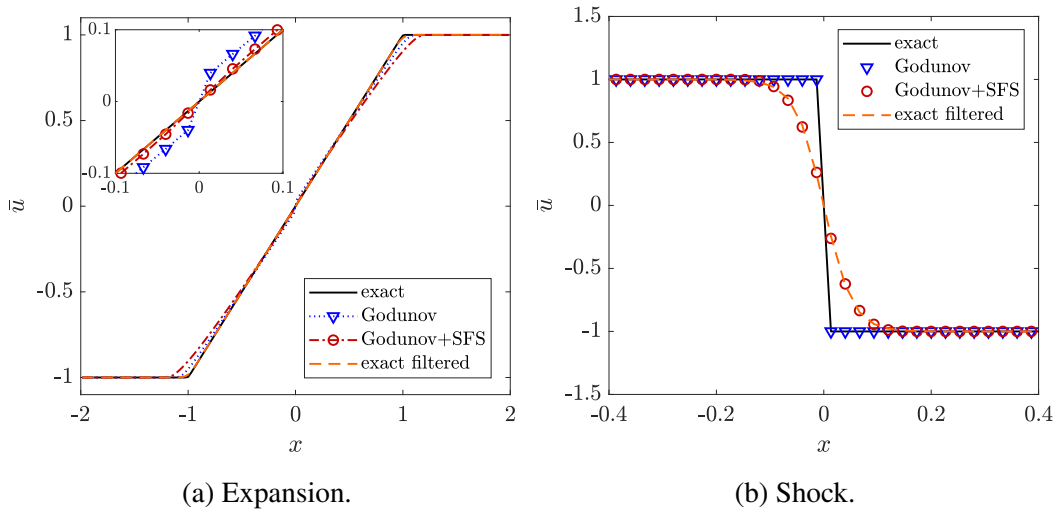 1
0.5
0
-0.5
-1
ū
0.1
0
-0.1
-0.1
0
0.1
exact
Godunov
Godunov+SFS
exact filtered
-2
-1
0
1
2
x
(a) Expansion.
1.5
1
0.5
0
-0.5
-1
-1.5
ū
exact
Godunov
Godunov+SFS
exact filtered
-0.4
-0.2
0
0.2
0.4
x
(b) Shock.